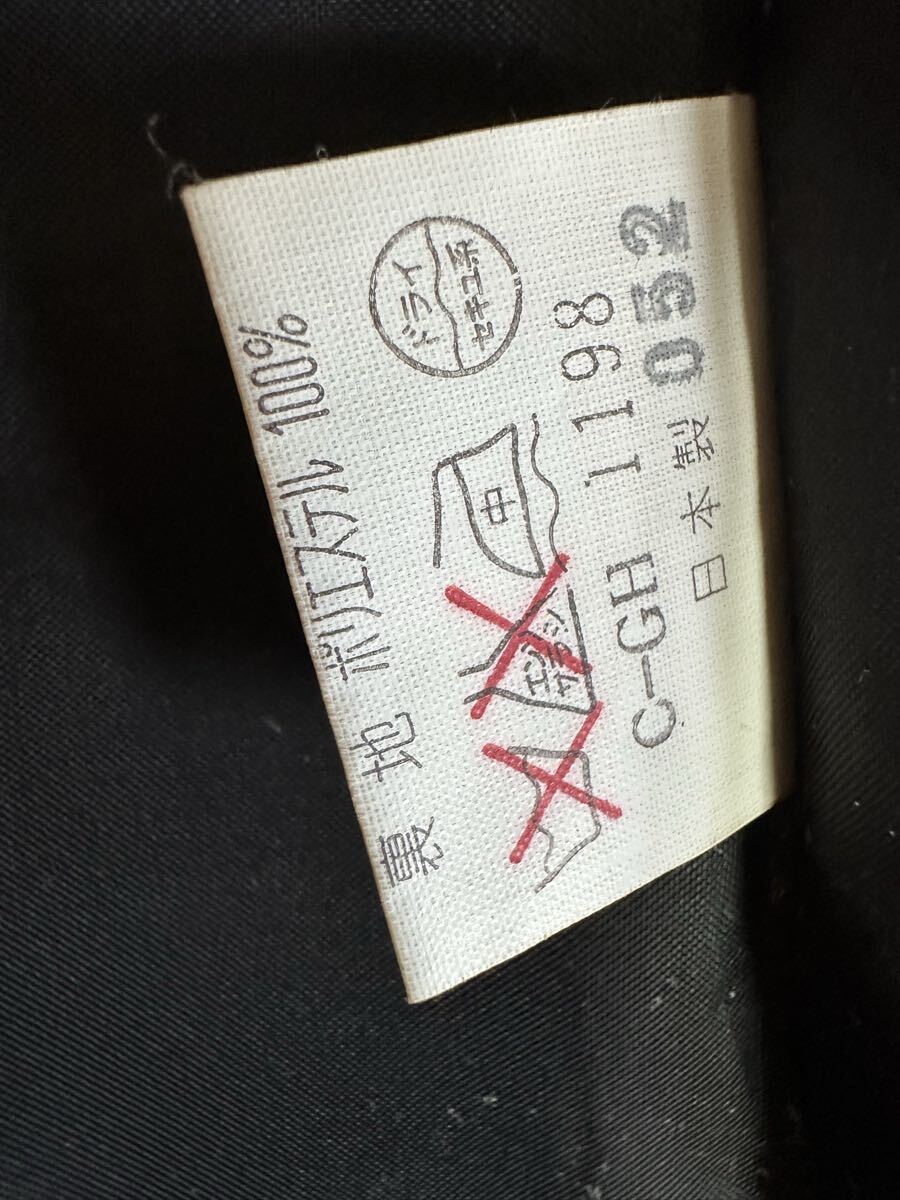 裏 地 ポリエステル 100%
エンソ
サラシ
中
ドライ
セキユ系
C-GH 1198
日本製 052